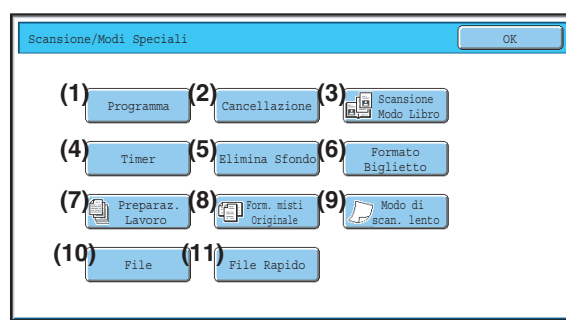 Scansione/Modi Speciali
OK
(1) Programma
(2) Cancellazione
(3) Scansione
Modo Libro
(4) Timer
(5) Elimina Sfondo
(6) Formato
Biglietto
(7) Preparaz.
Lavoro
(8) Form. misti
Originale
(9) Modo di
scan. lento
(10) File
(11) File Rapido